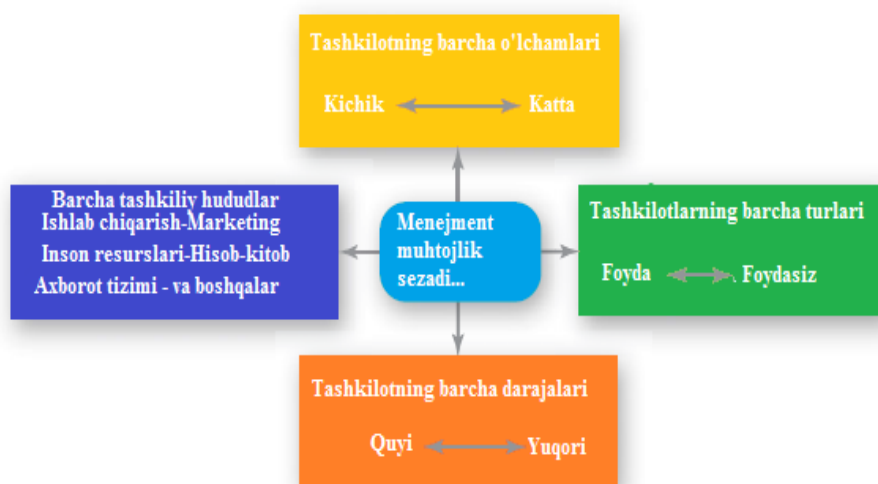 Tashkilotning barcha o'lchamlari
Kichik Katta
Barcha tashkiliy hududlar
Ishlab chiqarish-Marketing
Inson resurslari-Hisob-kitob
Axborot tizimi - va boshqalar
Menejment
muhtojlik
sezadi...
Tashkilotlarning barcha turlari
Foyda Foydasiz
Tashkilotning barcha darajalari
Quyi Yuqori